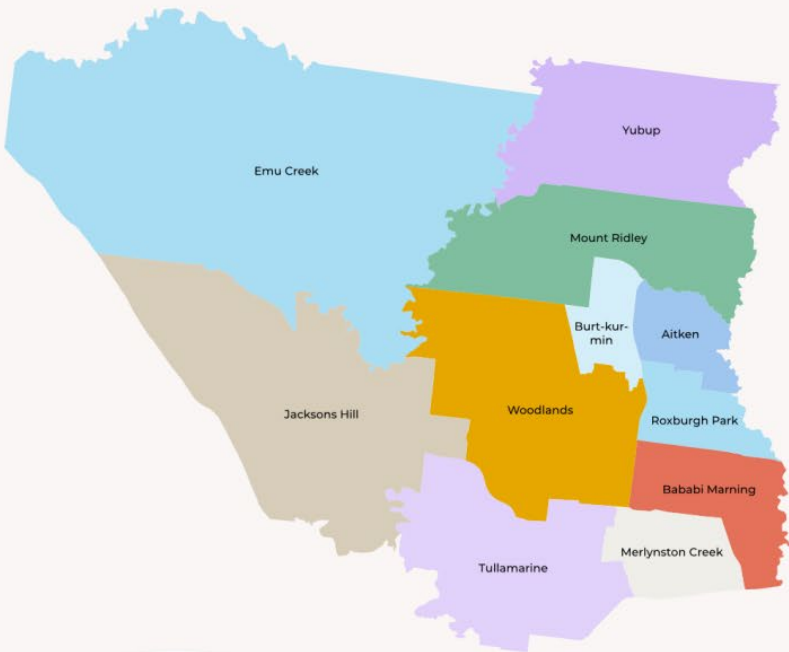 Yubup
Emu Creek
Mount Ridley
Burt-kur-
min
Aitken
Jacksons Hill
Woodlands
Roxburgh Park
Bababi Marning
Merlynston Creek
Tullamarine